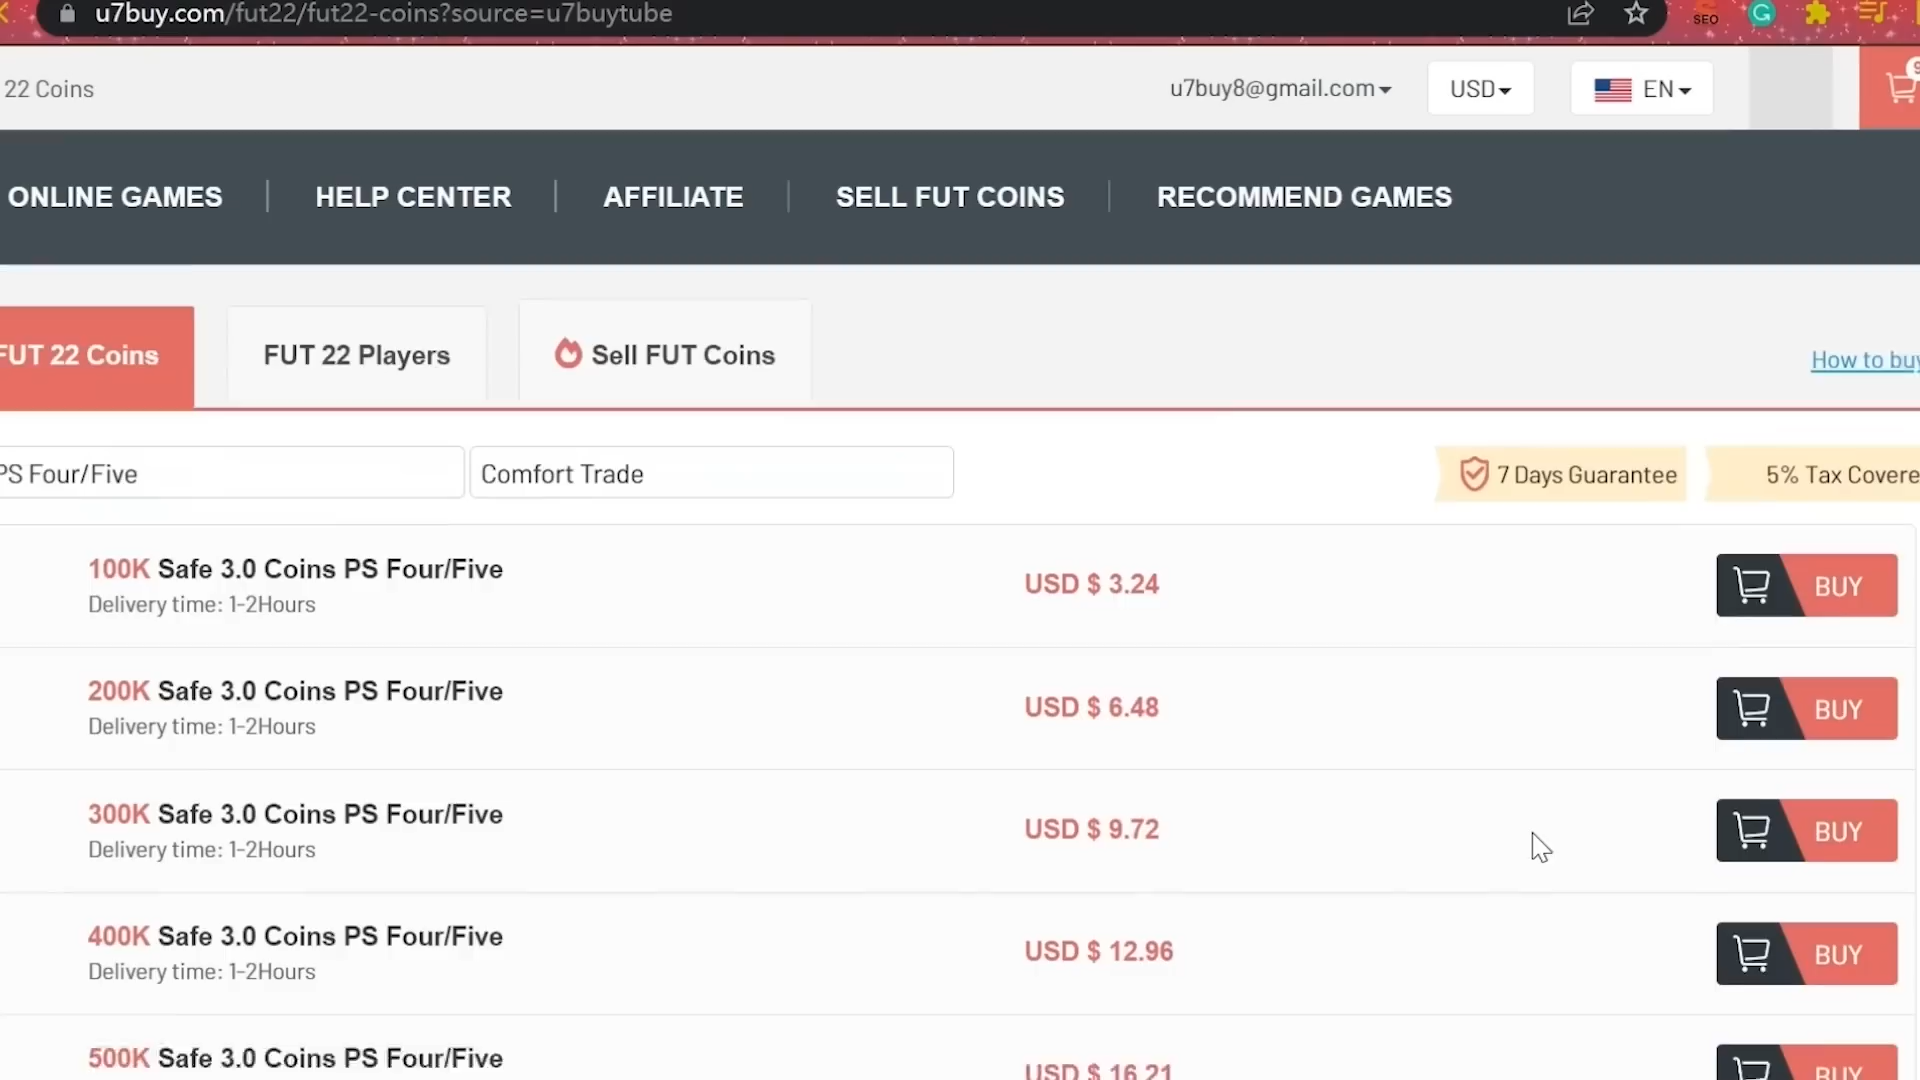 u7buy.com/fut22/fut22-coins?source=u7buytube
SEO
22 Coins
u7buy8@gmail.com
USD
EN
ONLINE GAMES
HELP CENTER
AFFILIATE
SELL FUT COINS
RECOMMEND GAMES
FUT 22 Coins
FUT 22 Players
Sell FUT Coins
How to buy
PS Four/Five
Comfort Trade
7 Days Guarantee
5% Tax Covere
100K Safe 3.0 Coins PS Four/Five
Delivery time: 1-2Hours
USD $ 3.24
BUY
200K Safe 3.0 Coins PS Four/Five
Delivery time: 1-2Hours
USD $ 6.48
BUY
300K Safe 3.0 Coins PS Four/Five
Delivery time: 1-2Hours
USD $ 9.72
BUY
400K Safe 3.0 Coins PS Four/Five
Delivery time: 1-2Hours
USD $ 12.96
BUY
500K Safe 3.0 Coins PS Four/Five
USD $ 16.21
BUY